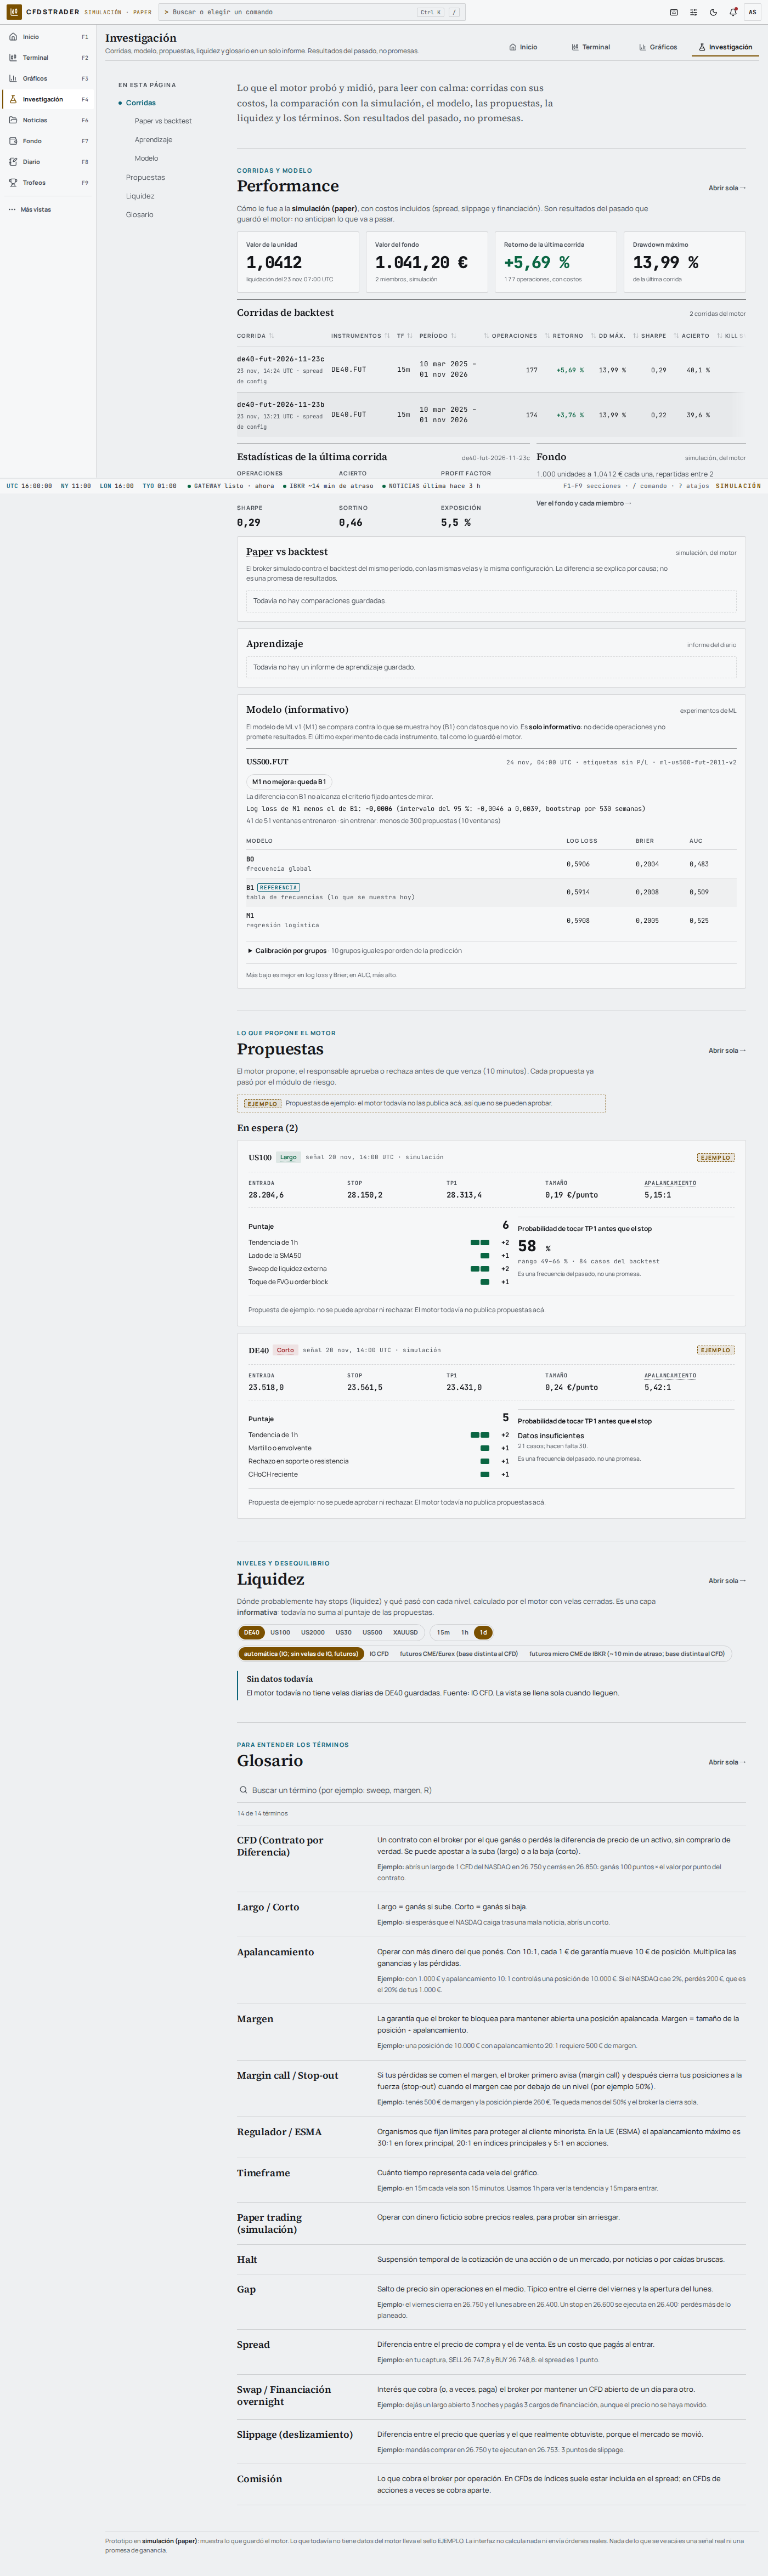 CFDSTRADER SIMULACIÓN · PAPER
> Buscar o elegir un comando Ctrl K /
AS
Inicio F1
Terminal F2
Gráficos F3
Investigación F4
Noticias F6
Fondo F7
Diario F8
Trofeos F9
Más vistas
Investigación
Corridas, modelo, propuestas, liquidez y glosario en un solo informe. Resultados del pasado, no promesas.
Inicio Terminal Gráficos Investigación
EN ESTA PÁGINA
Corridas
Paper vs backtest
Aprendizaje
Modelo
Propuestas
Liquidez
Glosario
Lo que el motor probó y midió, para leer con calma: corridas con sus
costos, la comparación con la simulación, el modelo, las propuestas, la
liquidez y los términos. Son resultados del pasado, no promesas.
CORRIDAS Y MODELO
Performance
Abrir sola →
Cómo le fue a la simulación (paper), con costos incluidos (spread, slippage y financiación). Son resultados del pasado que
guardó el motor: no anticipan lo que va a pasar.
Valor de la unidad
1,0412
liquidación del 23 nov, 07:00 UTC
Valor del fondo
1.041,20 €
2 miembros, simulación
Retorno de la última corrida
+5,69 %
177 operaciones, con costos
Drawdown máximo
13,99 %
de la última corrida
Corridas de backtest
2 corridas del motor
CORRIDA INSTRUMENTOS TF PERÍODO OPERACIONES RETORNO DD MÁX. SHARPE ACIERTO KILL S
de40-fut-2026-11-23c
23 nov, 14:24 UTC · spread
de config
DE40.FUT 15m 10 mar 2025 –
01 nov 2026
177 +5,69 % 13,99 % 0,29 40,1 %
de40-fut-2026-11-23b
23 nov, 13:21 UTC · spread
de config
DE40.FUT 15m 10 mar 2025 –
01 nov 2026
174 +3,76 % 13,99 % 0,22 39,6 %
Estadísticas de la última corrida de40-fut-2026-11-23c
OPERACIONES ACIERTO PROFIT FACTOR
Fondo simulación, del motor
1.000 unidades a 1,0412 € cada una, repartidas entre 2
UTC 16:00:00 NY 11:00 LON 16:00 TYO 01:00 GATEWAY listo · ahora IBKR ~14 min de atraso NOTICIAS última hace 3 h
F1–F9 secciones · / comando · ? atajos SIMULACIÓN
SHARPE SORTINO EXPOSICIÓN
0,29 0,46 5,5 %
Ver el fondo y cada miembro →
Paper vs backtest
simulación, del motor
El broker simulado contra el backtest del mismo período, con las mismas velas y la misma configuración. La diferencia se explica por causa; no
es una promesa de resultados.
Todavía no hay comparaciones guardadas.
Aprendizaje
informe del diario
Todavía no hay un informe de aprendizaje guardado.
Modelo (informativo)
experimentos de ML
El modelo de ML v1 (M1) se compara contra lo que se muestra hoy (B1) con datos que no vio. Es solo informativo: no decide operaciones y no
promete resultados. El último experimento de cada instrumento, tal como lo guardó el motor.
US500.FUT
24 nov, 04:00 UTC · etiquetas sin P/L · ml-us500-fut-2011-v2
M1 no mejora: queda B1
La diferencia con B1 no alcanza el criterio fijado antes de mirar.
Log loss de M1 menos el de B1: -0,0006 (intervalo del 95 %: -0,0046 a 0,0039, bootstrap por 530 semanas)
41 de 51 ventanas entrenaron · sin entrenar: menos de 300 propuestas (10 ventanas)
MODELO LOG LOSS BRIER AUC
B0
frecuencia global
0,5906 0,2004 0,483
B1 REFERENCIA
tabla de frecuencias (lo que se muestra hoy)
0,5914 0,2008 0,509
M1
regresión logística
0,5908 0,2005 0,525
Calibración por grupos · 10 grupos iguales por orden de la predicción
Más bajo es mejor en log loss y Brier; en AUC, más alto.
LO QUE PROPONE EL MOTOR
Propuestas
Abrir sola →
El motor propone; el responsable aprueba o rechaza antes de que venza (10 minutos). Cada propuesta ya
pasó por el módulo de riesgo.
EJEMPLO Propuestas de ejemplo: el motor todavía no las publica acá, así que no se pueden aprobar.
En espera (2)
US100 Largo señal 20 nov, 14:00 UTC · simulación EJEMPLO
ENTRADA STOP TP1 TAMAÑO APALANCAMIENTO
28.204,6 28.150,2 28.313,4 0,19 €/punto 5,15:1
Puntaje 6
Tendencia de 1h +2
Lado de la SMA50 +1
Sweep de liquidez externa +2
Toque de FVG u order block +1
Probabilidad de tocar TP1 antes que el stop
58 %
rango 49–66 % · 84 casos del backtest
Es una frecuencia del pasado, no una promesa.
Propuesta de ejemplo: no se puede aprobar ni rechazar. El motor todavía no publica propuestas acá.
DE40 Corto señal 20 nov, 14:00 UTC · simulación EJEMPLO
ENTRADA STOP TP1 TAMAÑO APALANCAMIENTO
23.518,0 23.561,5 23.431,0 0,24 €/punto 5,42:1
Puntaje 5
Tendencia de 1h +2
Martillo o envolvente +1
Rechazo en soporte o resistencia +1
CHoCH reciente +1
Probabilidad de tocar TP1 antes que el stop
Datos insuficientes
21 casos; hacen falta 30.
Es una frecuencia del pasado, no una promesa.
Propuesta de ejemplo: no se puede aprobar ni rechazar. El motor todavía no publica propuestas acá.
NIVELES Y DESEQUILIBRIO
Liquidez
Abrir sola →
Dónde probablemente hay stops (liquidez) y qué pasó con cada nivel, calculado por el motor con velas cerradas. Es una capa
informativa: todavía no suma al puntaje de las propuestas.
DE40 US100 US2000 US30 US500 XAUUSD 15m 1h 1d
automática (IG; sin velas de IG, futuros) IG CFD futuros CME/Eurex (base distinta al CFD) futuros micro CME de IBKR (~10 min de atraso; base distinta al CFD)
Sin datos todavía
El motor todavía no tiene velas diarias de DE40 guardadas. Fuente: IG CFD. La vista se llena sola cuando lleguen.
PARA ENTENDER LOS TÉRMINOS
Glosario
Abrir sola →
Buscar un término (por ejemplo: sweep, margen, R)
14 de 14 términos
CFD (Contrato por
Diferencia)
Un contrato con el broker por el que ganás o perdés la diferencia de precio de un activo, sin comprarlo de
verdad. Se puede apostar a la suba (largo) o a la baja (corto).
Ejemplo: abrís un largo de 1 CFD del NASDAQ en 26.750 y cerrás en 26.850: ganás 100 puntos × el valor por punto del
contrato.
Largo / Corto
Largo = ganás si sube. Corto = ganás si baja.
Ejemplo: si esperás que el NASDAQ caiga tras una mala noticia, abrís un corto.
Apalancamiento
Operar con más dinero del que ponés. Con 10:1, cada 1 € de garantía mueve 10 € de posición. Multiplica las
ganancias y las pérdidas.
Ejemplo: con 1.000 € y apalancamiento 10:1 controlás una posición de 10.000 €. Si el NASDAQ cae 2%, perdés 200 €, que es
el 20% de tus 1.000 €.
Margen
La garantía que el broker te bloquea para mantener abierta una posición apalancada. Margen = tamaño de la
posición ÷ apalancamiento.
Ejemplo: una posición de 10.000 € con apalancamiento 20:1 requiere 500 € de margen.
Margin call / Stop-out
Si tus pérdidas se comen el margen, el broker primero avisa (margin call) y después cierra tus posiciones a la
fuerza (stop-out) cuando el margen cae por debajo de un nivel (por ejemplo 50%).
Ejemplo: tenés 500 € de margen y la posición pierde 260 €. Te queda menos del 50% y el broker la cierra sola.
Regulador / ESMA
Organismos que fijan límites para proteger al cliente minorista. En la UE (ESMA) el apalancamiento máximo es
30:1 en forex principal, 20:1 en índices principales y 5:1 en acciones.
Timeframe
Cuánto tiempo representa cada vela del gráfico.
Ejemplo: en 15m cada vela son 15 minutos. Usamos 1h para ver la tendencia y 15m para entrar.
Paper trading
(simulación)
Operar con dinero ficticio sobre precios reales, para probar sin arriesgar.
Halt
Suspensión temporal de la cotización de una acción o de un mercado, por noticias o por caídas bruscas.
Gap
Salto de precio sin operaciones en el medio. Típico entre el cierre del viernes y la apertura del lunes.
Ejemplo: el viernes cierra en 26.750 y el lunes abre en 26.400. Un stop en 26.600 se ejecuta en 26.400: perdés más de lo
planeado.
Spread
Diferencia entre el precio de compra y el de venta. Es un costo que pagás al entrar.
Ejemplo: en tu captura, SELL 26.747,8 y BUY 26.748,8: el spread es 1 punto.
Swap / Financiación
overnight
Interés que cobra (o, a veces, paga) el broker por mantener un CFD abierto de un día para otro.
Ejemplo: dejás un largo abierto 3 noches y pagás 3 cargos de financiación, aunque el precio no se haya movido.
Slippage (deslizamiento)
Diferencia entre el precio que querías y el que realmente obtuviste, porque el mercado se movió.
Ejemplo: mandás comprar en 26.750 y te ejecutan en 26.753: 3 puntos de slippage.
Comisión
Lo que cobra el broker por operación. En CFDs de índices suele estar incluida en el spread; en CFDs de
acciones a veces se cobra aparte.
Prototipo en simulación (paper): muestra lo que guardó el motor. Lo que todavía no tiene datos del motor lleva el sello EJEMPLO. La interfaz no calcula nada ni envía órdenes reales. Nada de lo que se ve acá es una señal real ni una
promesa de ganancia.